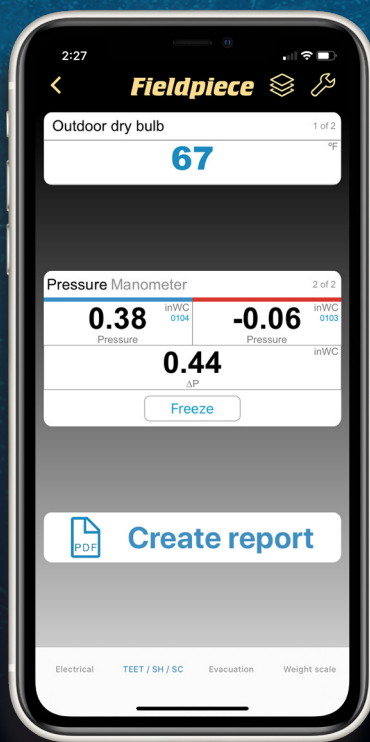 2:27
Fieldpiece
Outdoor dry bulb 1 of 2
67 °F
Pressure Manometer 2 of 2
0.38 inWC 0104 -0.06 inWC 0103
Pressure Pressure
0.44 inWC
ΔP
Freeze
PDF Create report
Electrical TEET / SH / SC Evacuation Weight scale